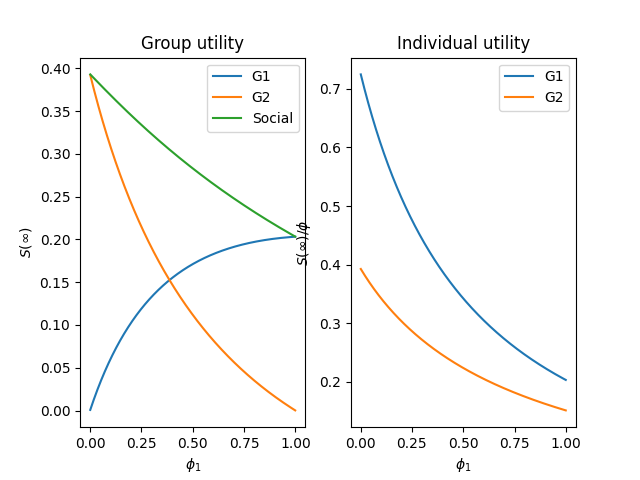 Group utility
G1
G2
Social
0.40
0.35
0.30
0.25
0.20
0.15
0.10
0.05
0.00
S(∞)
0.00 0.25 0.50 0.75 1.00
ϕ₁
Individual utility
G1
G2
0.7
0.6
0.5
0.4
0.3
0.2
S(∞)/ϕ
0.00 0.25 0.50 0.75 1.00
ϕ₁